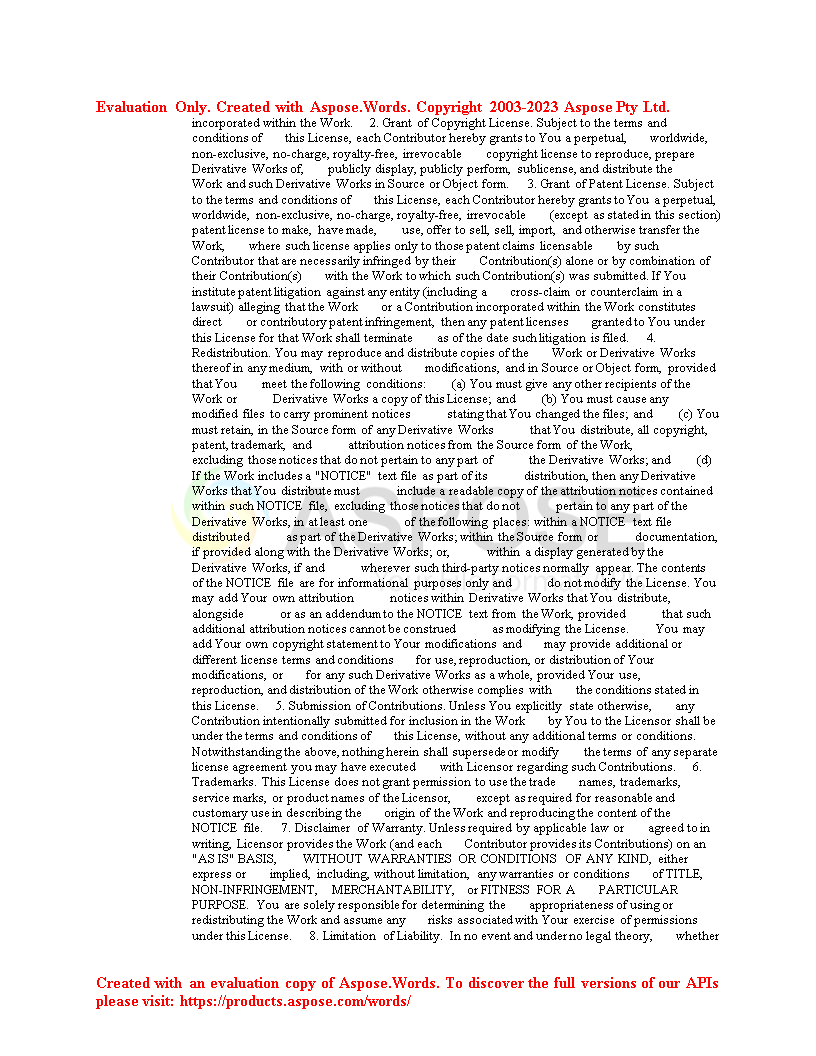 Evaluation Only. Created with Aspose.Words. Copyright 2003-2023 Aspose Pty Ltd.
incorporated within the Work. 2. Grant of Copyright License. Subject to the terms and
conditions of this License, each Contributor hereby grants to You a perpetual, worldwide,
non-exclusive, no-charge, royalty-free, irrevocable copyright license to reproduce, prepare
Derivative Works of, publicly display, publicly perform, sublicense, and distribute the
Work and such Derivative Works in Source or Object form. 3. Grant of Patent License. Subject
to the terms and conditions of this License, each Contributor hereby grants to You a perpetual,
worldwide, non-exclusive, no-charge, royalty-free, irrevocable (except as stated in this section)
patent license to make, have made, use, offer to sell, sell, import, and otherwise transfer the
Work, where such license applies only to those patent claims licensable by such
Contributor that are necessarily infringed by their Contribution(s) alone or by combination of
their Contribution(s) with the Work to which such Contribution(s) was submitted. If You
institute patent litigation against any entity (including a cross-claim or counterclaim in a
lawsuit) alleging that the Work or a Contribution incorporated within the Work constitutes
direct or contributory patent infringement, then any patent licenses granted to You under
this License for that Work shall terminate as of the date such litigation is filed. 4.
Redistribution. You may reproduce and distribute copies of the Work or Derivative Works
thereof in any medium, with or without modifications, and in Source or Object form, provided
that You meet the following conditions: (a) You must give any other recipients of the
Work or Derivative Works a copy of this License; and (b) You must cause any
modified files to carry prominent notices stating that You changed the files; and (c) You
must retain, in the Source form of any Derivative Works that You distribute, all copyright,
patent, trademark, and attribution notices from the Source form of the Work,
excluding those notices that do not pertain to any part of the Derivative Works; and (d)
If the Work includes a "NOTICE" text file as part of its distribution, then any Derivative
Works that You distribute must include a readable copy of the attribution notices contained
within such NOTICE file, excluding those notices that do not pertain to any part of the
Derivative Works, in at least one of the following places: within a NOTICE text file
distributed as part of the Derivative Works; within the Source form or documentation,
if provided along with the Derivative Works; or, within a display generated by the
Derivative Works, if and wherever such third-party notices normally appear. The contents
of the NOTICE file are for informational purposes only and do not modify the License. You
may add Your own attribution notices within Derivative Works that You distribute,
alongside or as an addendum to the NOTICE text from the Work, provided that such
additional attribution notices cannot be construed as modifying the License. You may
add Your own copyright statement to Your modifications and may provide additional or
different license terms and conditions for use, reproduction, or distribution of Your
modifications, or for any such Derivative Works as a whole, provided Your use,
reproduction, and distribution of the Work otherwise complies with the conditions stated in
this License. 5. Submission of Contributions. Unless You explicitly state otherwise, any
Contribution intentionally submitted for inclusion in the Work by You to the Licensor shall be
under the terms and conditions of this License, without any additional terms or conditions.
Notwithstanding the above, nothing herein shall supersede or modify the terms of any separate
license agreement you may have executed with Licensor regarding such Contributions. 6.
Trademarks. This License does not grant permission to use the trade names, trademarks,
service marks, or product names of the Licensor, except as required for reasonable and
customary use in describing the origin of the Work and reproducing the content of the
NOTICE file. 7. Disclaimer of Warranty. Unless required by applicable law or agreed to in
writing, Licensor provides the Work (and each Contributor provides its Contributions) on an
"AS IS" BASIS, WITHOUT WARRANTIES OR CONDITIONS OF ANY KIND, either
express or implied, including, without limitation, any warranties or conditions of TITLE,
NON-INFRINGEMENT, MERCHANTABILITY, or FITNESS FOR A PARTICULAR
PURPOSE. You are solely responsible for determining the appropriateness of using or
redistributing the Work and assume any risks associated with Your exercise of permissions
under this License. 8. Limitation of Liability. In no event and under no legal theory, whether
ASPOSE
Created with an evaluation copy of Aspose.Words. To discover the full versions of our APIs
please visit: https://products.aspose.com/words/